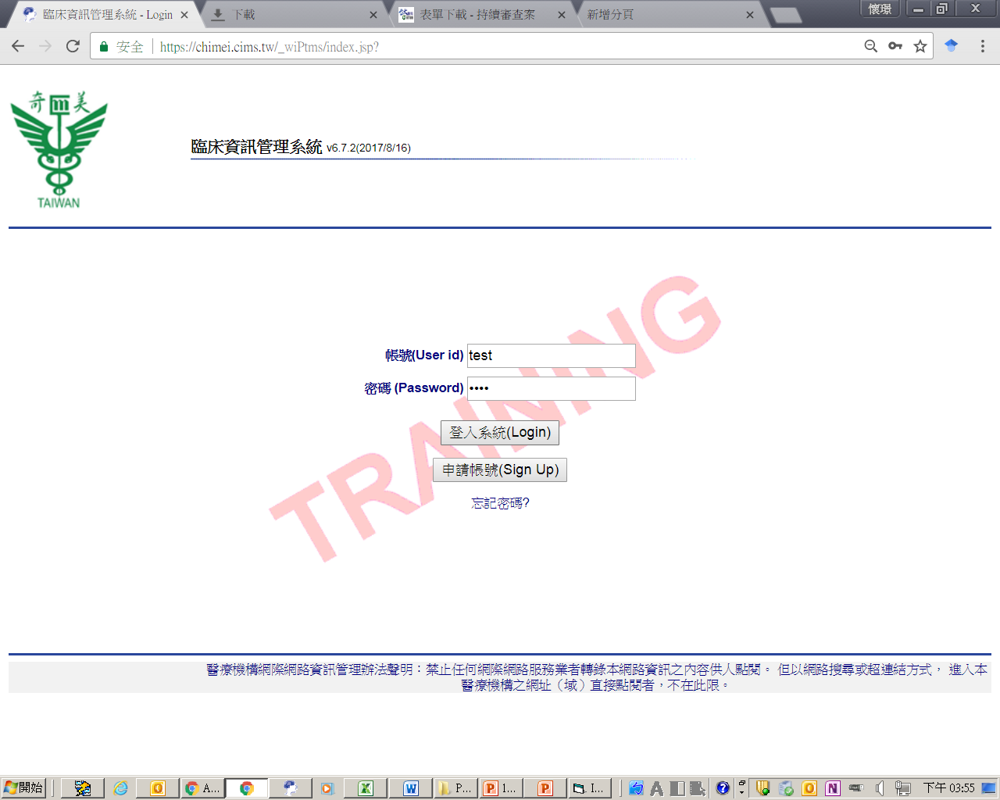 臨床資訊管理系統 - Login
下載
表單下載 - 持續審查案
新增分頁
懷璟
安全
https://chimei.cims.tw/_wiPtms/index.jsp?
奇美
TAIWAN
臨床資訊管理系統 v6.7.2(2017/8/16)
TRAINING
帳號(User id) test
密碼 (Password) ••••
登入系統(Login)
申請帳號(Sign Up)
忘記密碼?
醫療機構網際網路資訊管理辦法聲明：禁止任何網際網路服務業者轉錄本網路資訊之內容供人點閱。 但以網路搜尋或超連結方式， 進入本
醫療機構之網址（域）直接點閱者，不在此限。
開始
A...
P...
1...
I...
下午 03:55